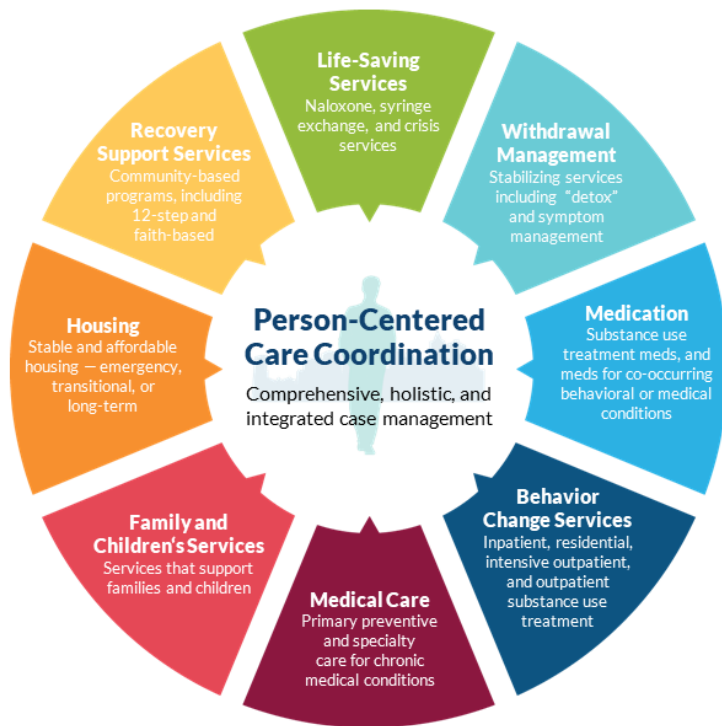 Life-Saving
Services
Naloxone, syringe
exchange, and crisis
services
Withdrawal
Management
Stabilizing services
including "detox"
and symptom
management
Medication
Substance use
treatment meds, and
meds for co-occurring
behavioral or medical
conditions
Behavior
Change Services
Inpatient, residential,
intensive outpatient,
and outpatient
substance use
treatment
Medical Care
Primary preventive
and specialty
care for chronic
medical conditions
Family and
Children‘s Services
Services that support
families and children
Housing
Stable and affordable
housing — emergency,
transitional, or
long-term
Recovery
Support Services
Community-based
programs, including
12-step and
faith-based
Person-Centered
Care Coordination
Comprehensive, holistic, and
integrated case management